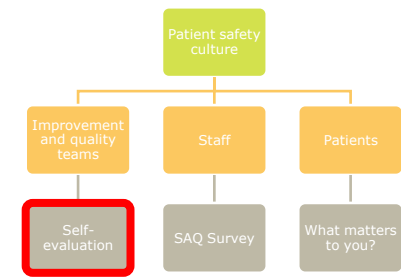 Patient safety
culture
Improvement
and quality
teams
Staff
Patients
Self-
evaluation
SAQ Survey
What matters
to you?